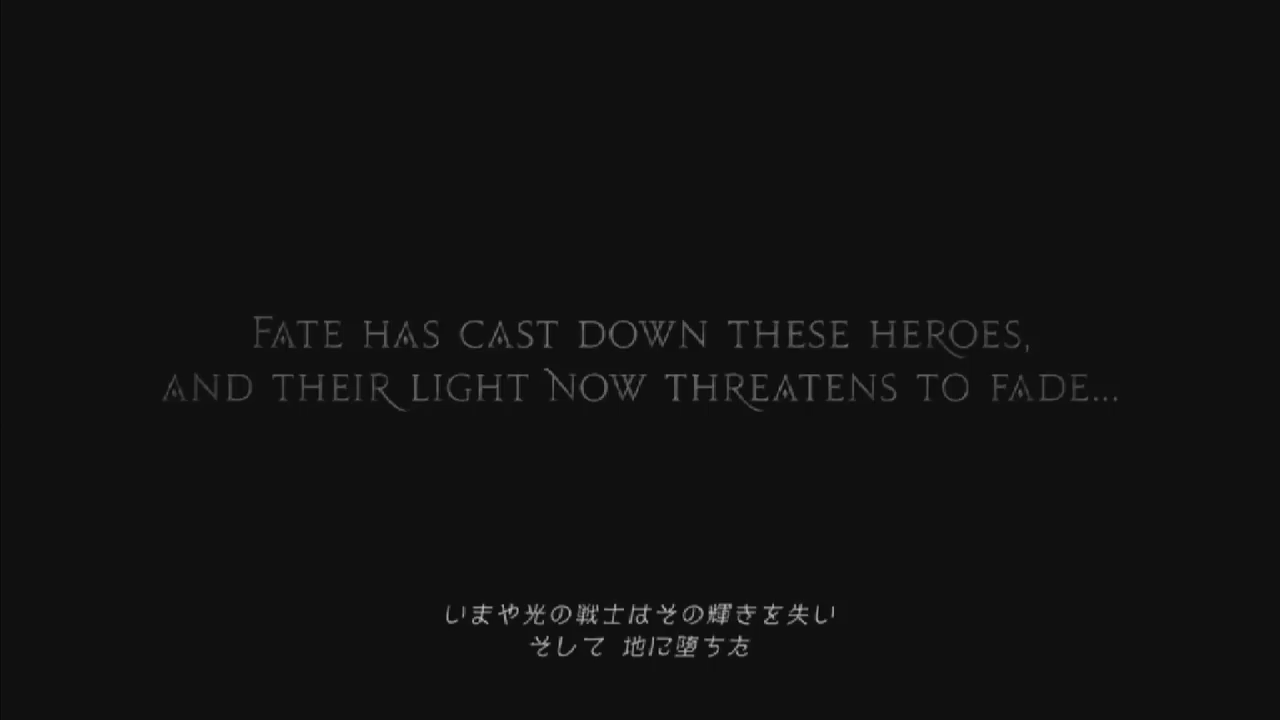 Fate has cast down these heroes,
and their light now threatens to fade...
いまや光の戦士はその輝きを失い
そして 地に堕ちた